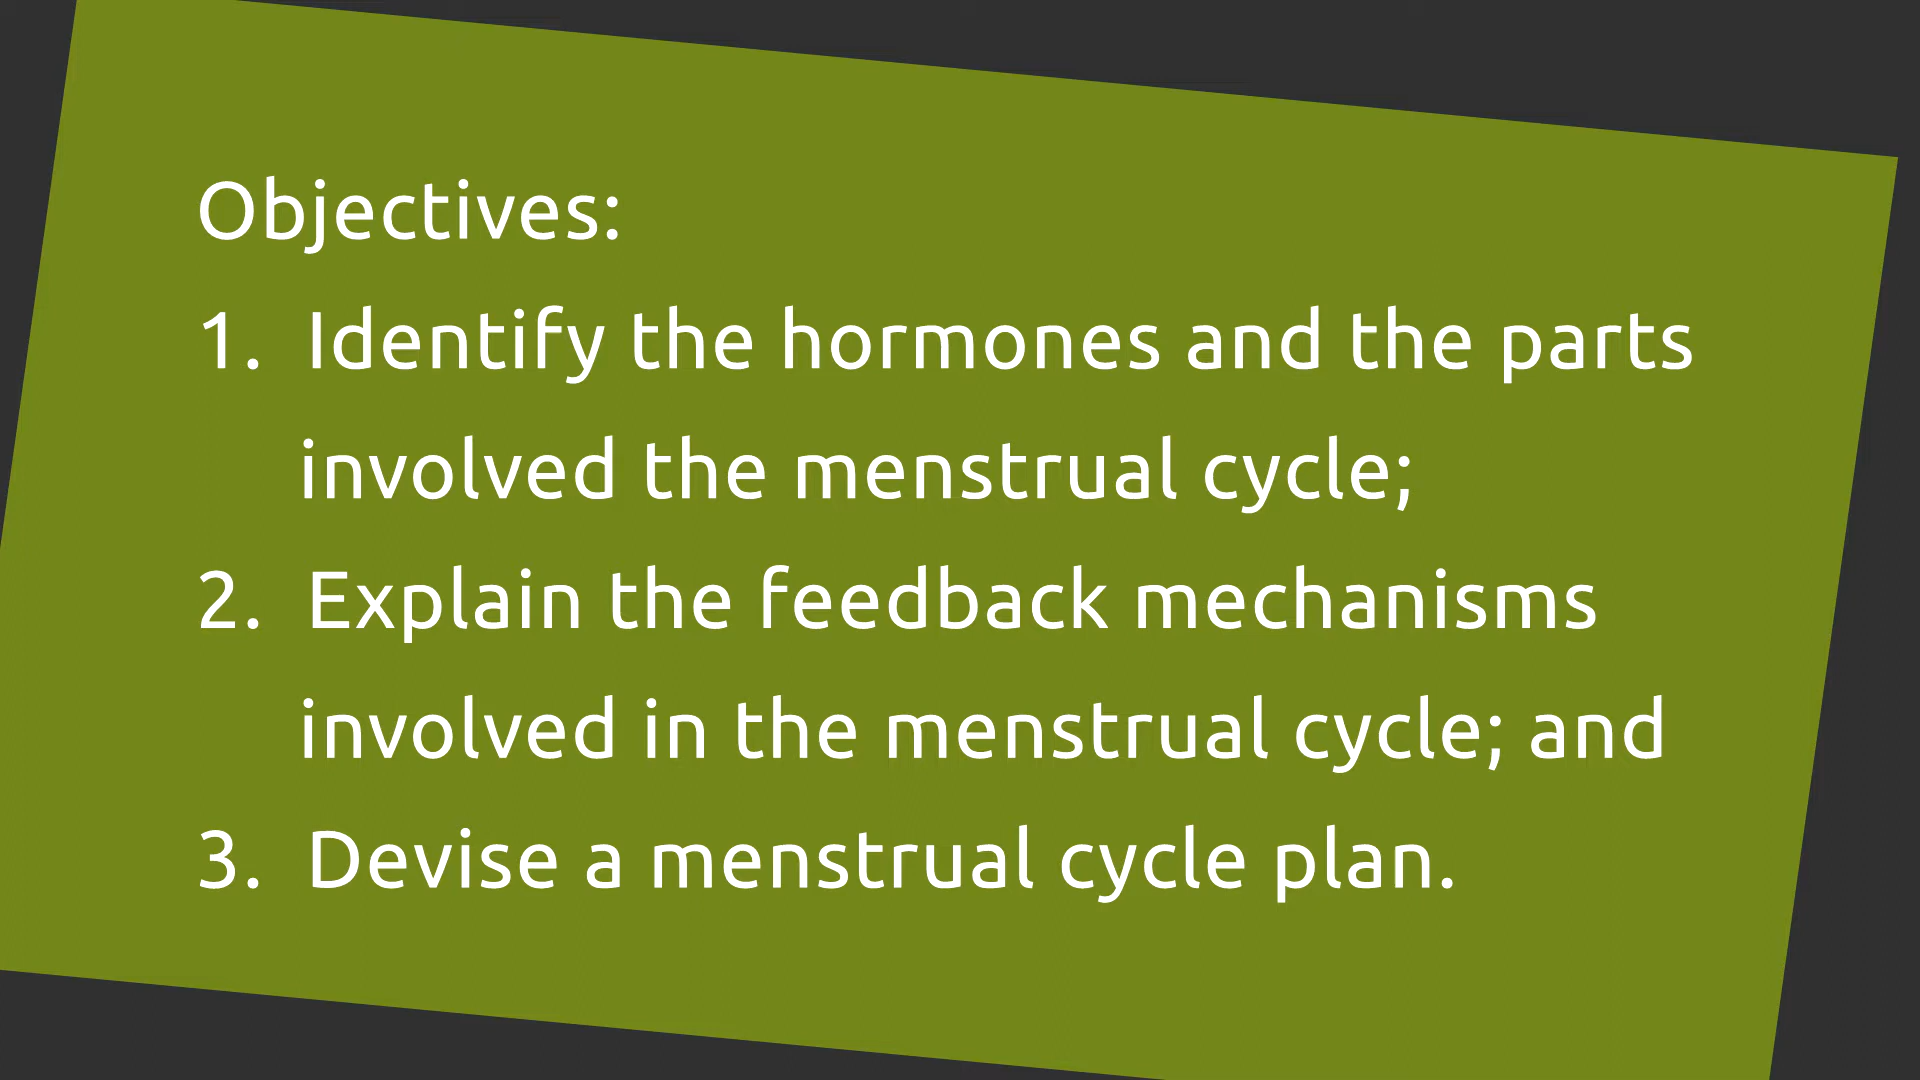 Objectives:
1. Identify the hormones and the parts
involved the menstrual cycle;
2. Explain the feedback mechanisms
involved in the menstrual cycle; and
3. Devise a menstrual cycle plan.